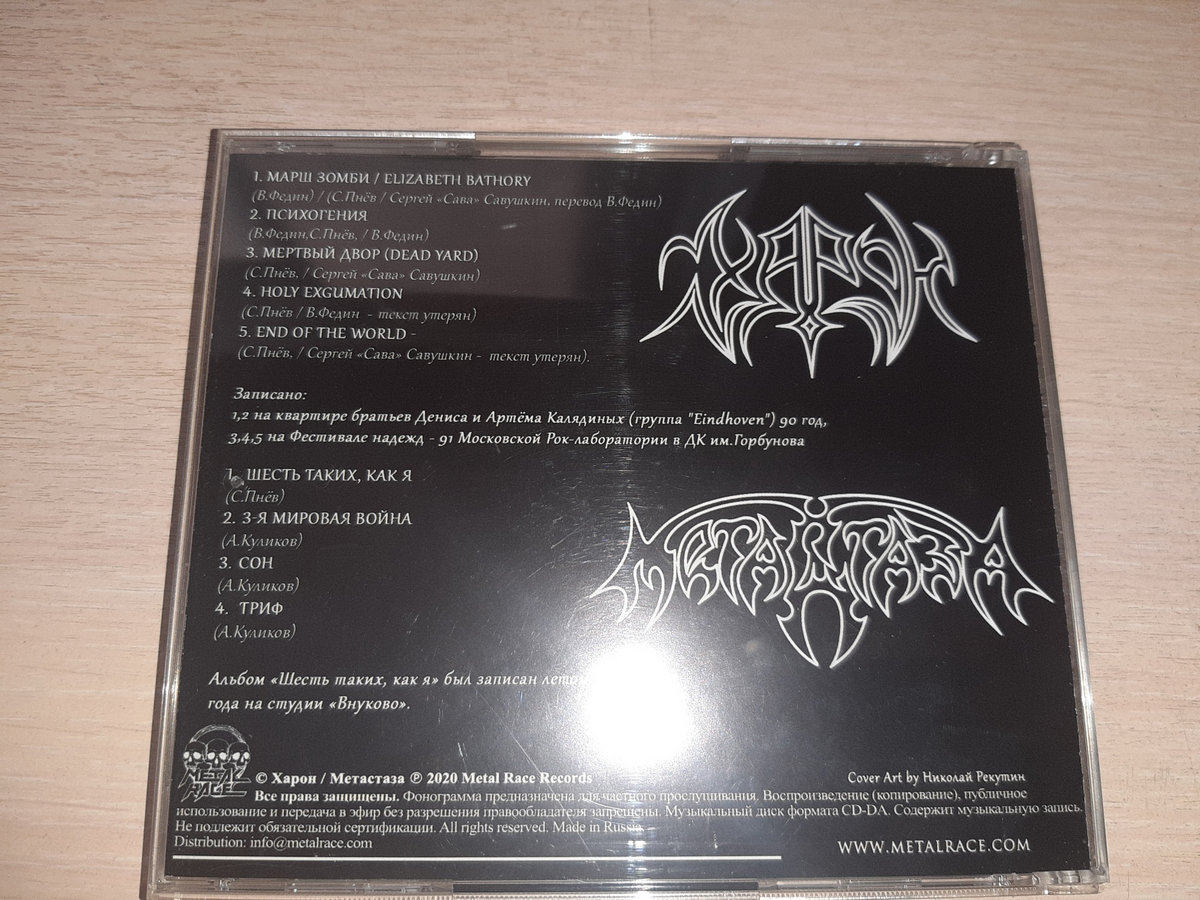 1. МАРШ ЗОМБИ / ELIZABETH BATHORY
(В.Федин) / (С.Пнёв / Сергей «Сава» Савушкин, перевод В.Федин)
2. ПСИХОГЕНИЯ
(В.Федин,С.Пнёв, / В.Федин)
3. МЕРТВЫЙ ДВОР (DEAD YARD)
(С.Пнёв, / Сергей «Сава» Савушкин)
4. HOLY EXGUMATION
(С.Пнёв / В.Федин - текст утерян)
5. END OF THE WORLD -
(С.Пнёв, / Сергей «Сава» Савушкин - текст утерян).
ХАРОН
Записано:
1,2 на квартире братьев Дениса и Артёма Калядиных (группа "Eindhoven") 90 год,
3,4,5 на Фестивале надежд - 91 Московской Рок-лаборатории в ДК им.Горбунова
1. ШЕСТЬ ТАКИХ, КАК Я
(С.Пнёв)
2. 3-Я МИРОВАЯ ВОЙНА
(А.Куликов)
3. СОН
(А.Куликов)
4. ТРИФ
(А.Куликов)
МЕТАСТАЗА
Альбом «Шесть таких, как я» был записан
года на студии «Внуково».
METAL RACE
© Харон / Метастаза ℗ 2020 Metal Race Records
Cover Art by Николай Рекутин
Все права защищены. Фонограмма предназначена для частного прослушивания. Воспроизведение (копирование), публичное
использование и передача в эфир без разрешения правообладателя запрещены. Музыкальный диск формата CD-DA. Содержит музыкальную запись.
Не подлежит обязательной сертификации. All rights reserved. Made in Russia.
Distribution: info@metalrace.com
WWW.METALRACE.COM